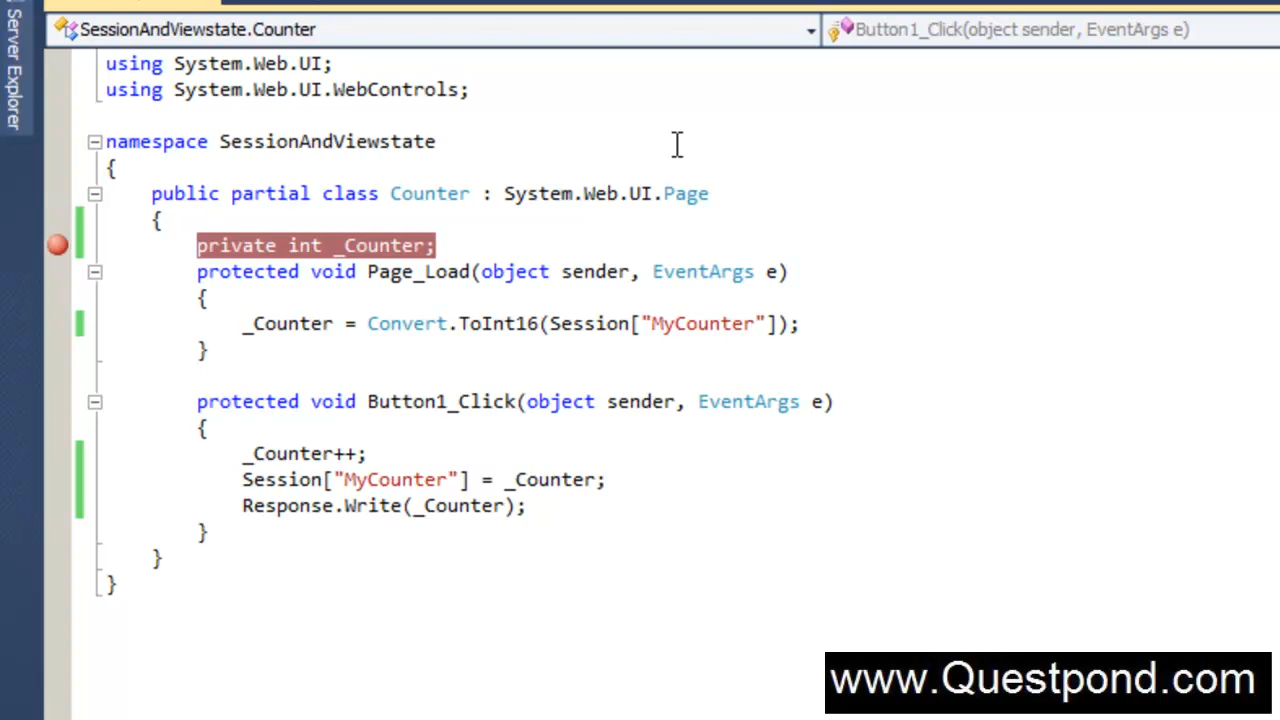 Server Explorer
SessionAndViewstate.Counter
Button1_Click(object sender, EventArgs e)
using System.Web.UI;
using System.Web.UI.WebControls;
namespace SessionAndViewstate
{
public partial class Counter : System.Web.UI.Page
{
private int _Counter;
protected void Page_Load(object sender, EventArgs e)
{
_Counter = Convert.ToInt16(Session["MyCounter"]);
}
protected void Button1_Click(object sender, EventArgs e)
{
_Counter++;
Session["MyCounter"] = _Counter;
Response.Write(_Counter);
}
}
}
www.Questpond.com